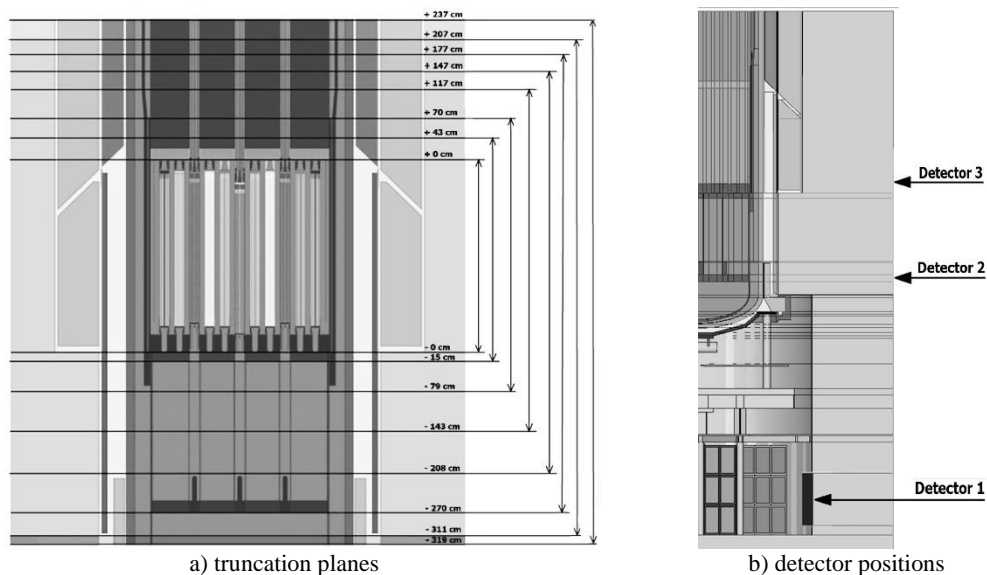 + 237 cm
+ 207 cm
+ 177 cm
+ 147 cm
+ 117 cm
+ 70 cm
+ 43 cm
+ 0 cm
- 0 cm
- 15 cm
- 79 cm
- 143 cm
- 208 cm
- 270 cm
- 311 cm
- 319 cm
a) truncation planes
Detector 3
Detector 2
Detector 1
b) detector positions